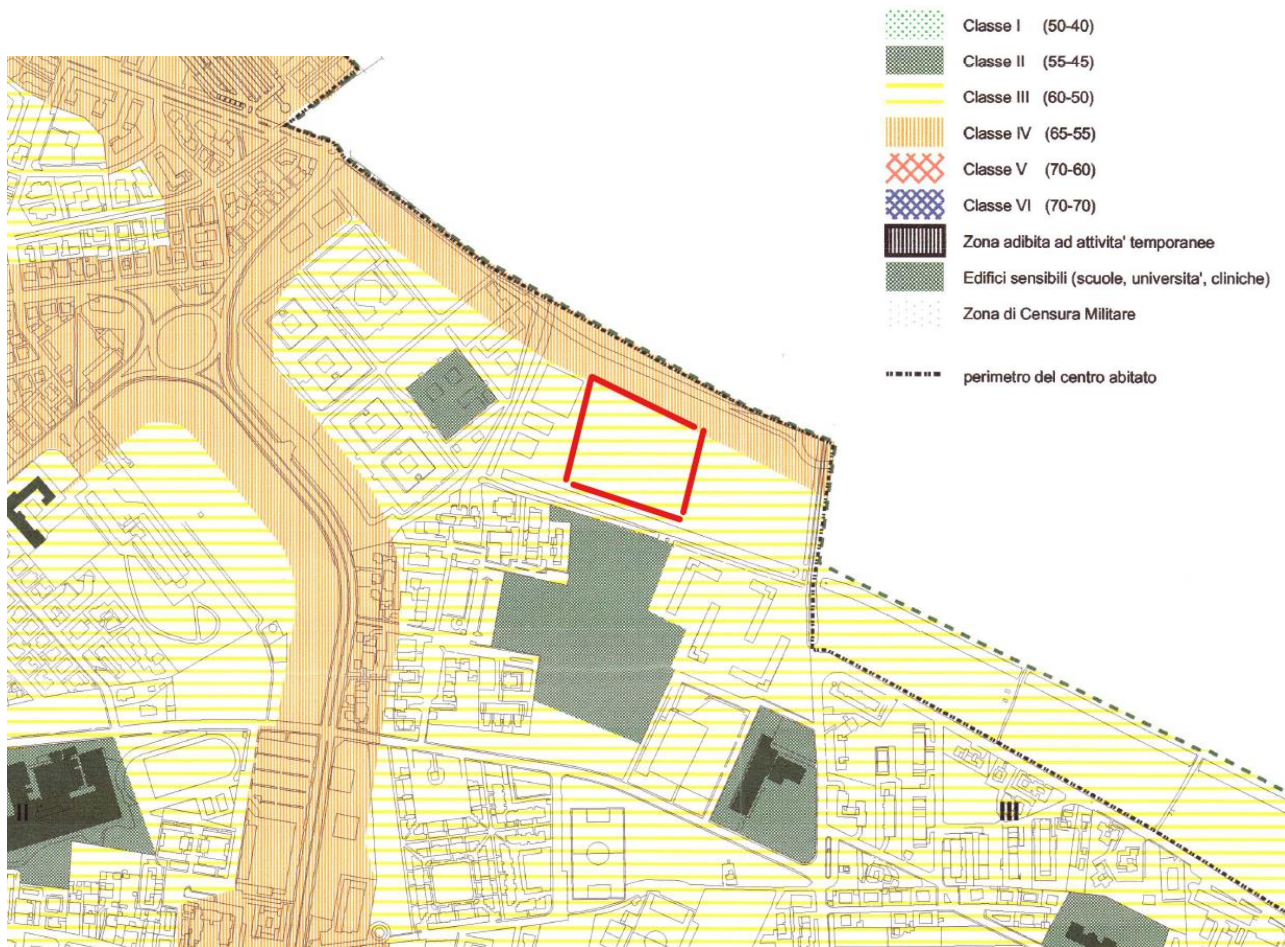 Classe I (50-40)
Classe II (55-45)
Classe III (60-50)
Classe IV (65-55)
Classe V (70-60)
Classe VI (70-70)
Zona adibita ad attivita' temporanee
Edifici sensibili (scuole, universita', cliniche)
Zona di Censura Militare
perimetro del centro abitato
II
III